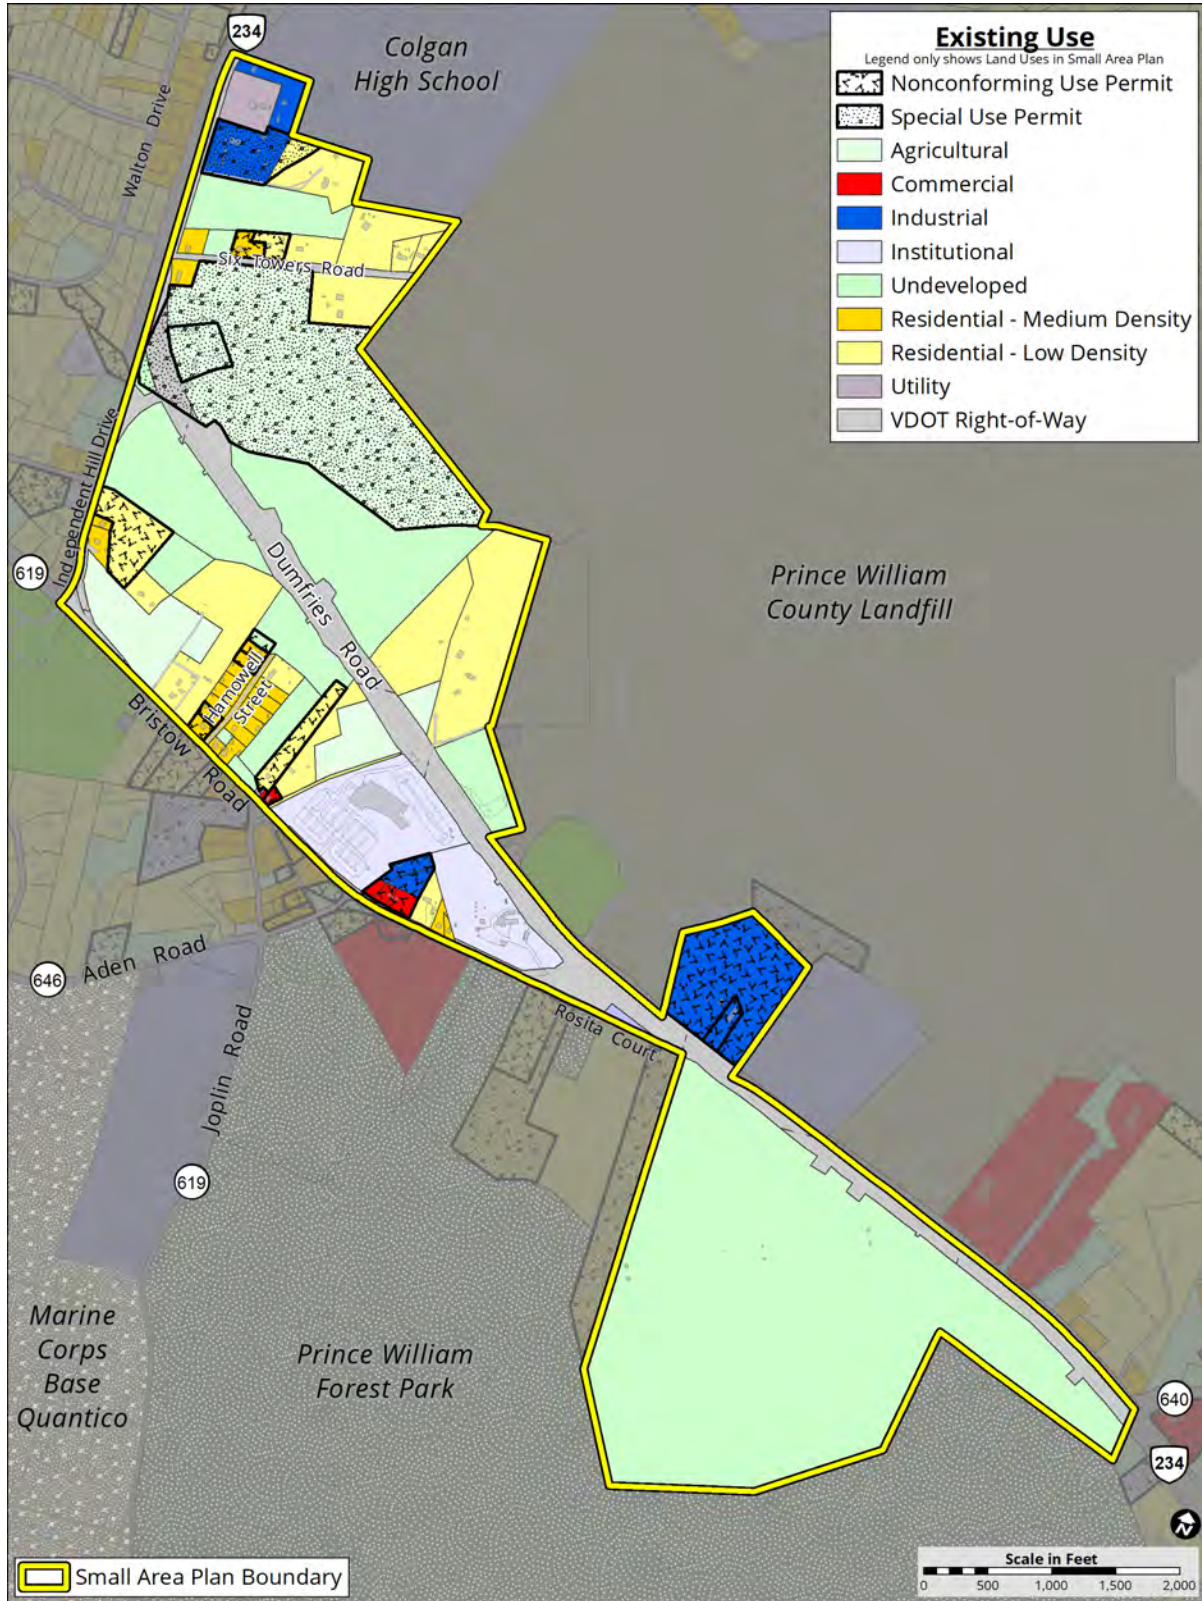 234
Colgan
High School
Existing Use
Legend only shows Land Uses in Small Area Plan
Nonconforming Use Permit
Special Use Permit
Agricultural
Commercial
Industrial
Institutional
Undeveloped
Residential - Medium Density
Residential - Low Density
Utility
VDOT Right-of-Way
Walton Drive
Six Towers Road
Independent Hill Drive
619
Dumfries Road
Prince William
County Landfill
Hamowell
Street
Bristow Road
646
Aden Road
Rosita Court
Joplin Road
619
Marine
Corps
Base
Quantico
Prince William
Forest Park
640
234
N
Small Area Plan Boundary
Scale in Feet
0 500 1,000 1,500 2,000